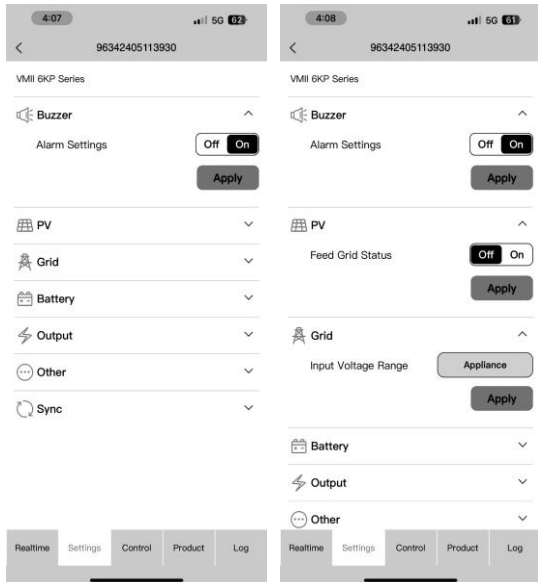 4:07 5G 62
96342405113930
VMII 6KP Series
Buzzer
Alarm Settings Off On
Apply
PV
Grid
Battery
Output
Other
Sync
Realtime Settings Control Product Log
4:08 5G 61
96342405113930
VMII 6KP Series
Buzzer
Alarm Settings Off On
Apply
PV
Feed Grid Status Off On
Apply
Grid
Input Voltage Range Appliance
Apply
Battery
Output
Other
Realtime Settings Control Product Log